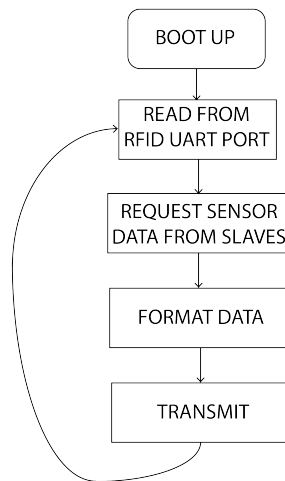 BOOT UP
READ FROM
RFID UART PORT
REQUEST SENSOR
DATA FROM SLAVES
FORMAT DATA
TRANSMIT